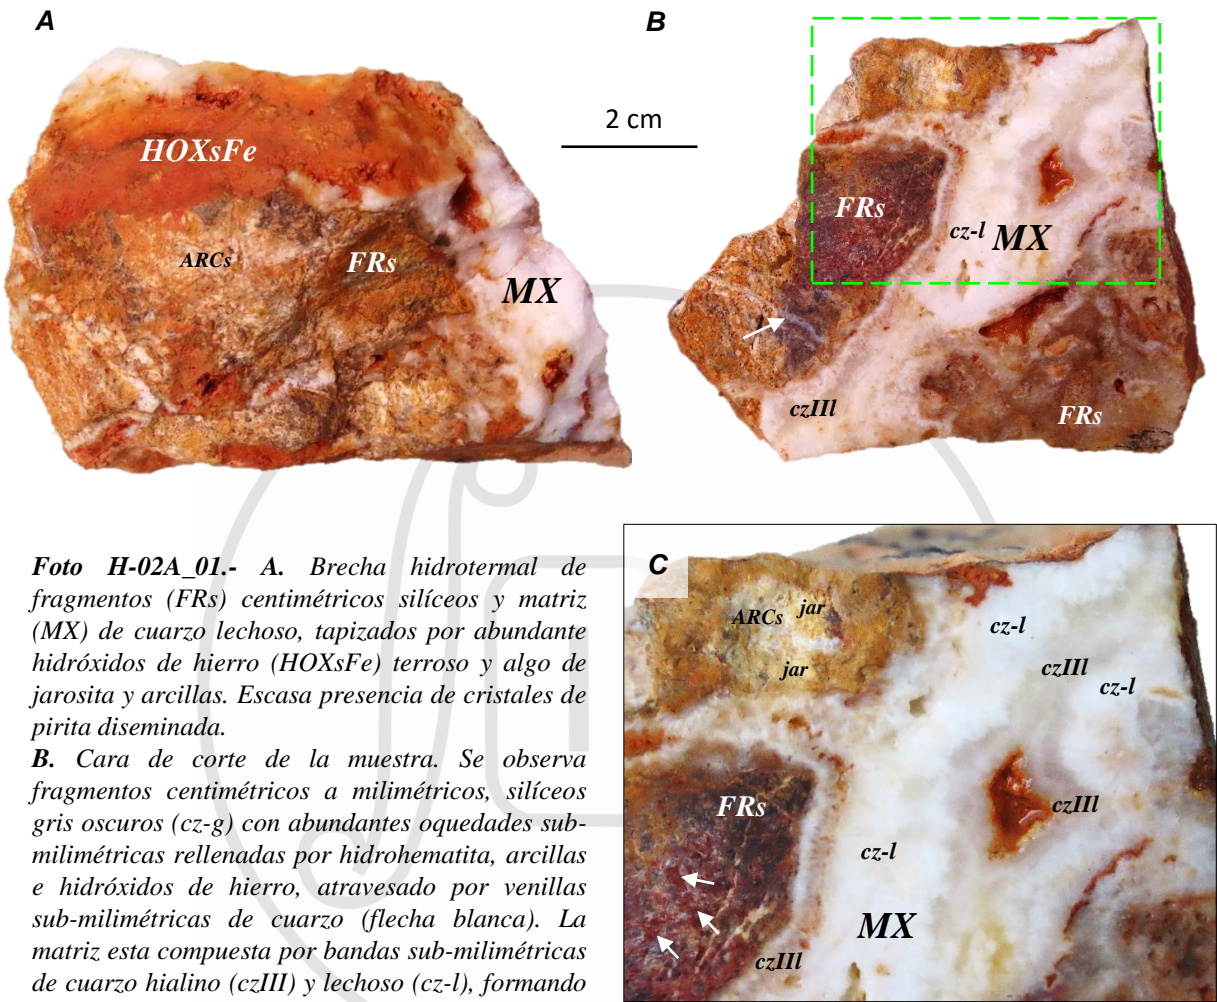 A
B
2 cm
HOXsFe
ARCs
FRs
MX
FRs
cz-l
MX
czIIl
FRs
Foto H-02A_01.- A. Brecha hidrotermal de
fragmentos (FRs) centimétricos silíceos y matriz
(MX) de cuarzo lechoso, tapizados por abundante
hidróxidos de hierro (HOXsFe) terroso y algo de
jarosita y arcillas. Escasa presencia de cristales de
pirita diseminada.
B. Cara de corte de la muestra. Se observa
fragmentos centimétricos a milimétricos, silíceos
gris oscuros (cz-g) con abundantes oquedades sub-
milimétricas rellenadas por hidrohematita, arcillas
e hidróxidos de hierro, atravesado por venillas
sub-milimétricas de cuarzo (flecha blanca). La
matriz esta compuesta por bandas sub-milimétricas
de cuarzo hialino (czIII) y lechoso (cz-l), formando
C
ARCs
jar
jar
cz-l
czIIl
cz-l
FRs
czIIl
cz-l
MX
czIIl